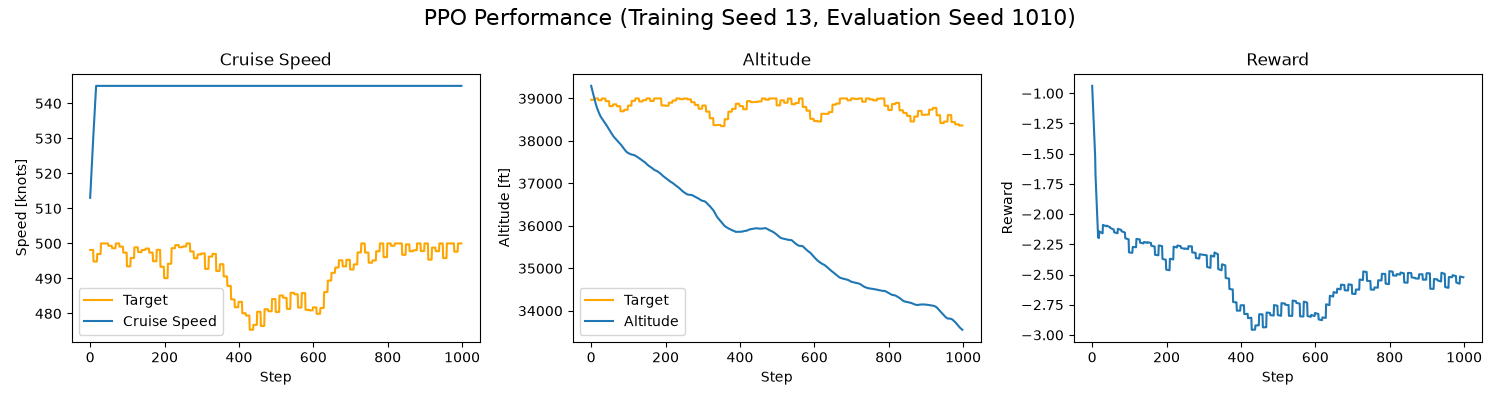 PPO Performance (Training Seed 13, Evaluation Seed 1010)
Cruise Speed
Speed [knots]
540
530
520
510
500
490
480
Target
Cruise Speed
0 200 400 600 800 1000
Step
Altitude
Altitude [ft]
39000
38000
37000
36000
35000
34000
Target
Altitude
0 200 400 600 800 1000
Step
Reward
Reward
−1.00
−1.25
−1.50
−1.75
−2.00
−2.25
−2.50
−2.75
−3.00
0 200 400 600 800 1000
Step